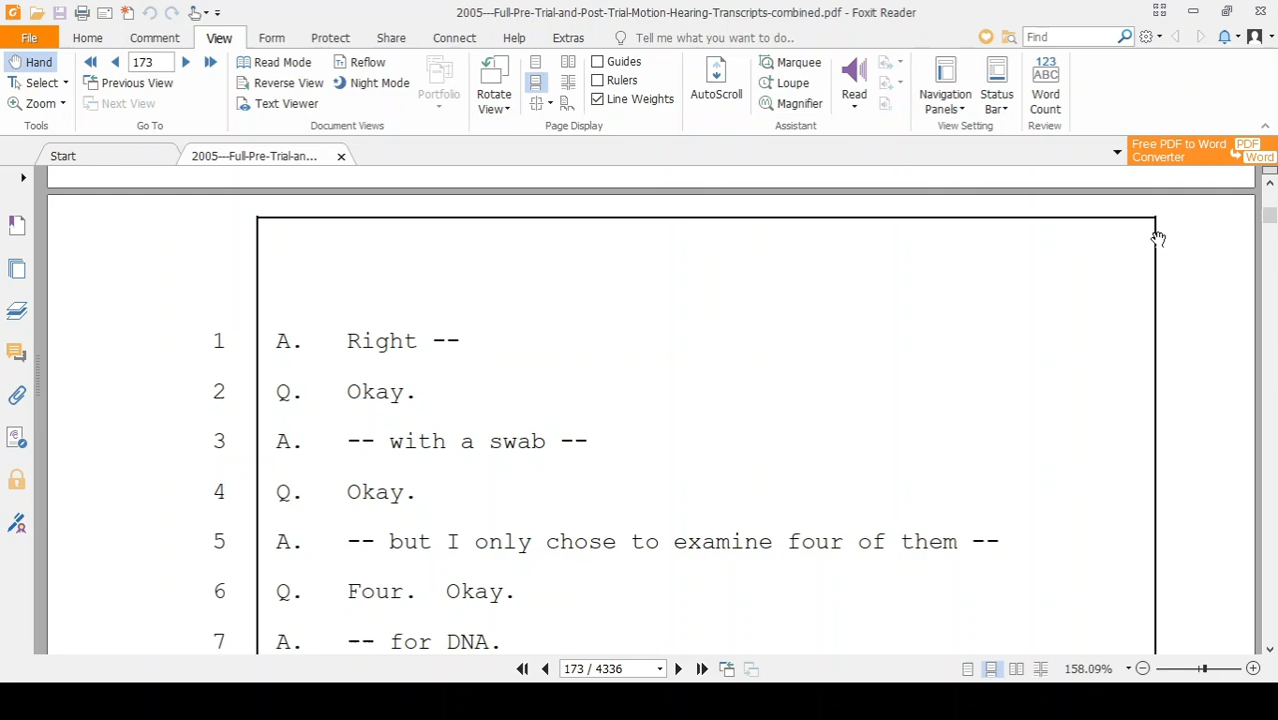 2005---Full-Pre-Trial-and-Post-Trial-Motion-Hearing-Transcripts-combined.pdf - Foxit Reader
File Home Comment View Form Protect Share Connect Help Extras Tell me what you want to do.. Find
Hand 173 Read Mode Reflow Guides Marquee
Select Previous View Reverse View Night Mode Rulers Loupe
Zoom Next View Text Viewer Portfolio Rotate View Line Weights AutoScroll Magnifier Read Navigation Panels Status Bar 123 ABC Word Count
Tools Go To Document Views Page Display Assistant View Setting Review
Start 2005---Full-Pre-Trial-an... Free PDF to Word Converter PDF Word
1 A. Right --
2 Q. Okay.
3 A. -- with a swab --
4 Q. Okay.
5 A. -- but I only chose to examine four of them --
6 Q. Four. Okay.
7 A. -- for DNA.
173 / 4336 158.09%